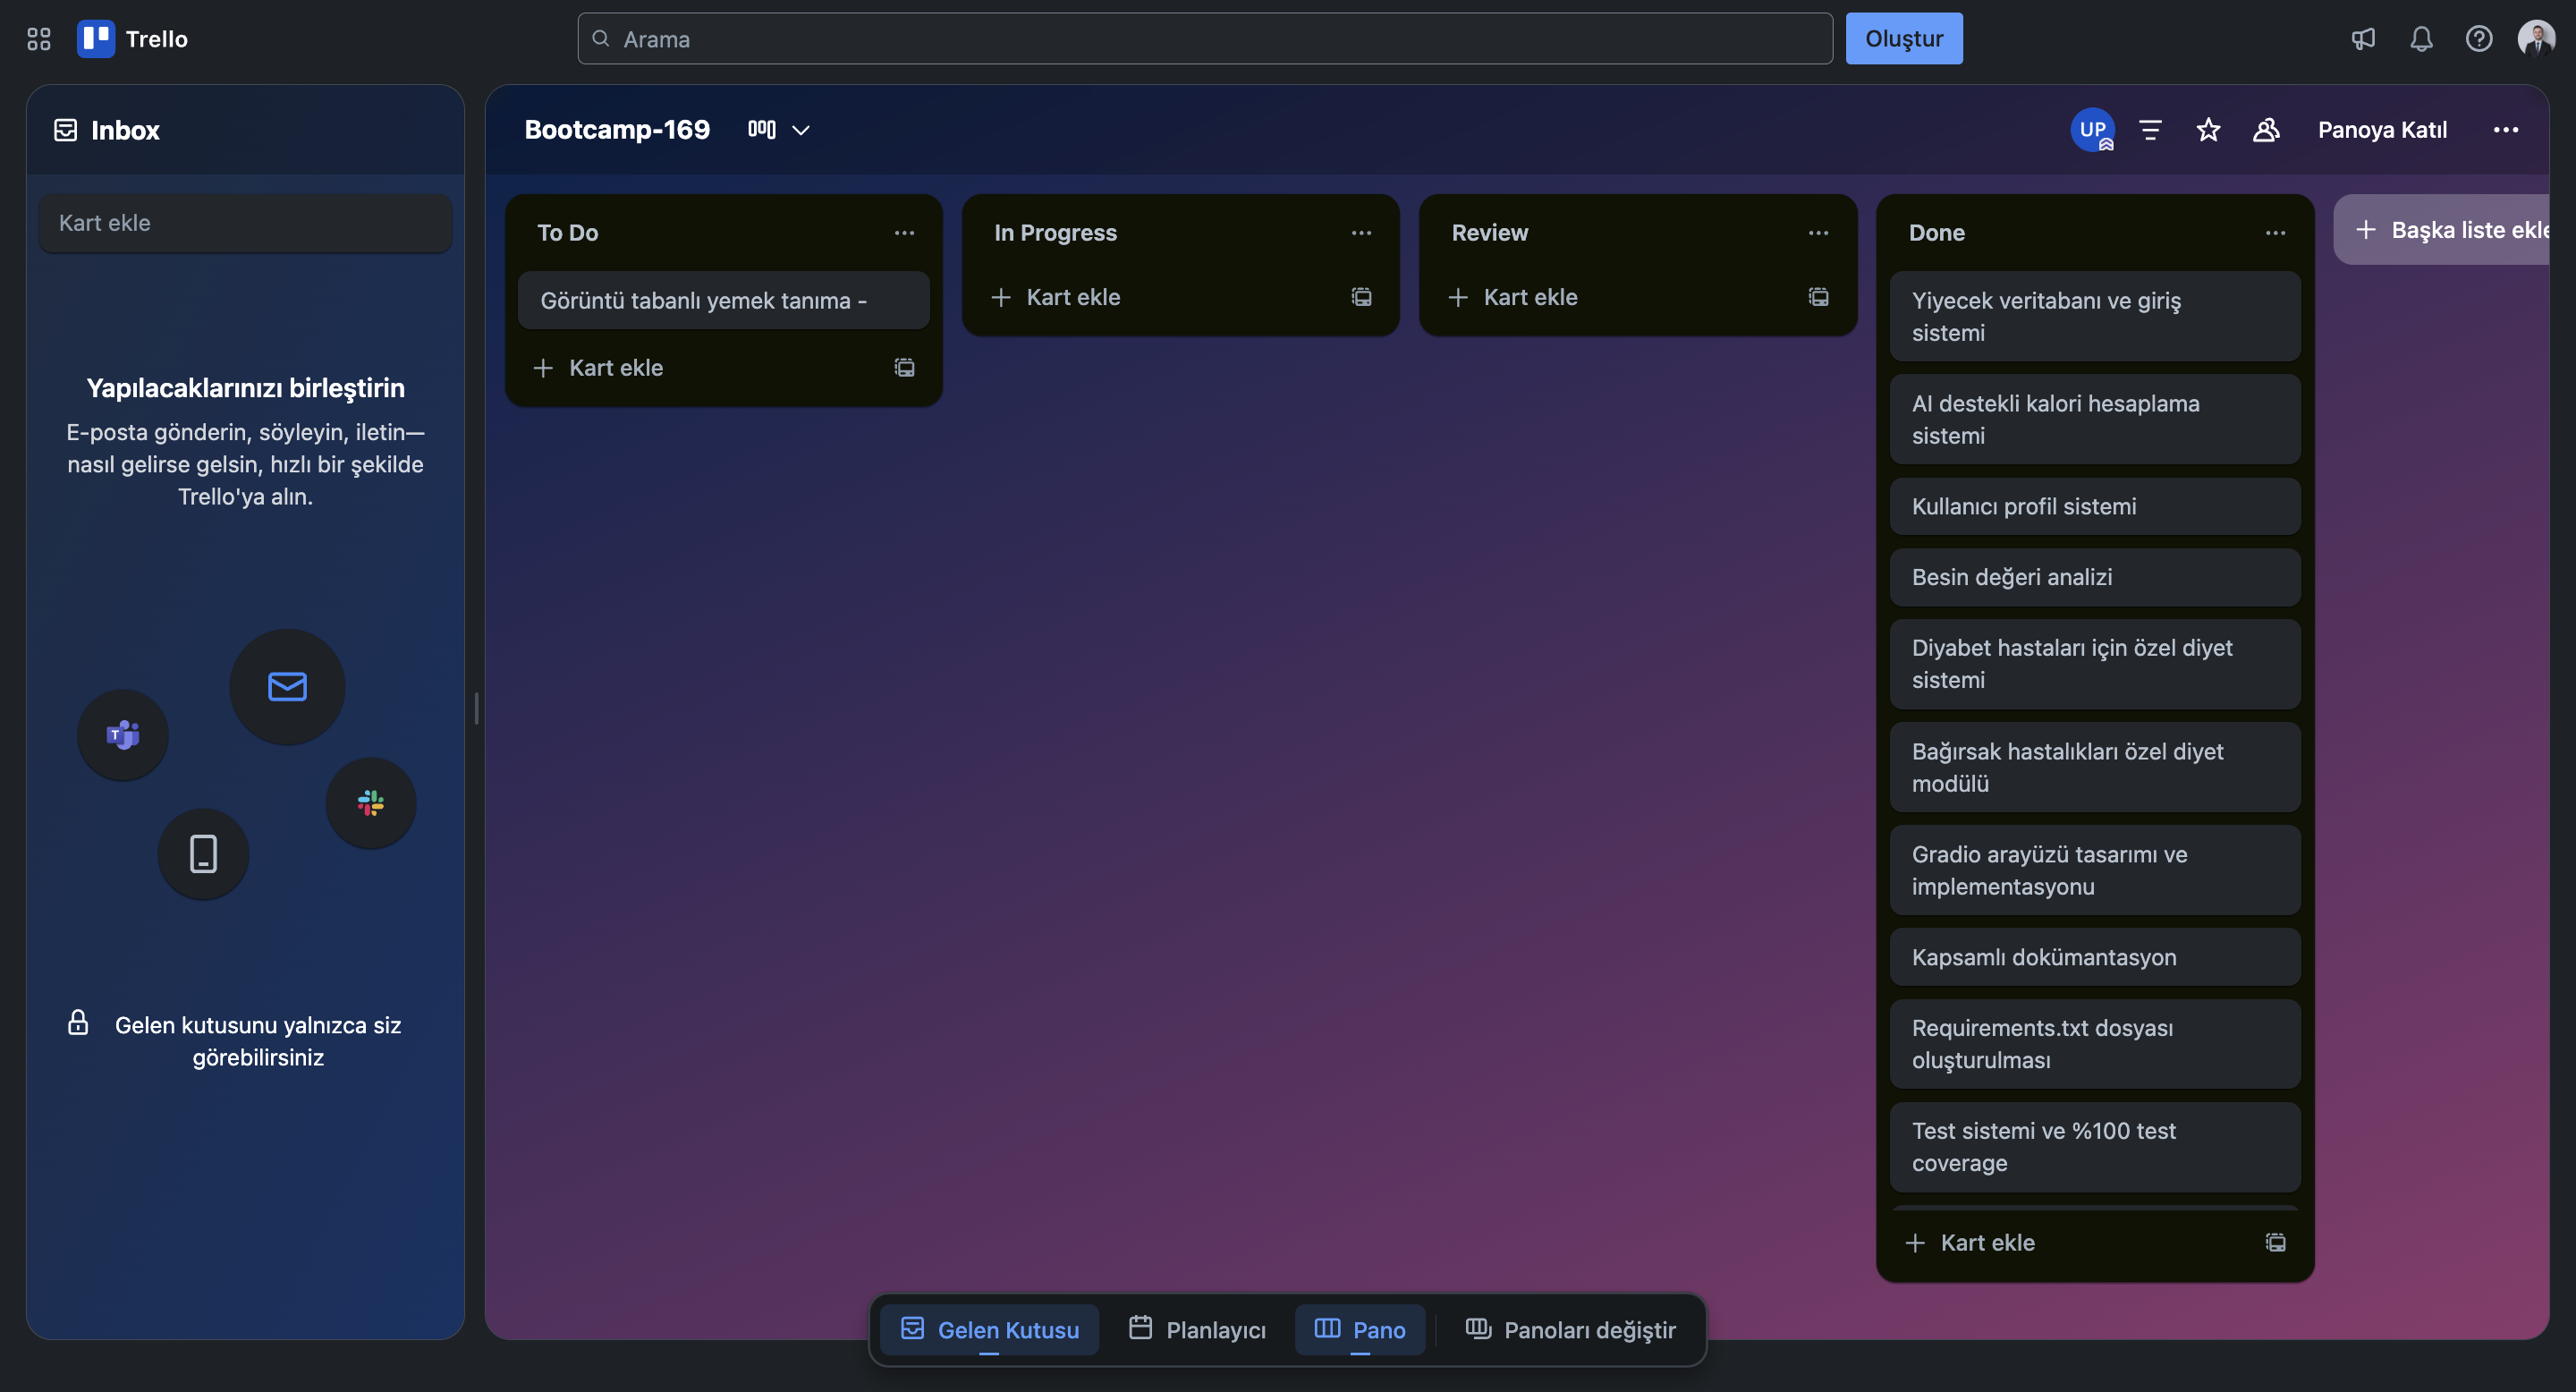 Trello
Arama
Oluştur
Inbox
Kart ekle
Yapılacaklarınızı birleştirin
E-posta gönderin, söyleyin, iletin—
nasıl gelirse gelsin, hızlı bir şekilde
Trello'ya alın.
Gelen kutusunu yalnızca siz
görebilirsiniz
Bootcamp-169
UP
Panoya Katıl
To Do
Görüntü tabanlı yemek tanıma -
Kart ekle
In Progress
Kart ekle
Review
Kart ekle
Done
Yiyecek veritabanı ve giriş
sistemi
AI destekli kalori hesaplama
sistemi
Kullanıcı profil sistemi
Besin değeri analizi
Diyabet hastaları için özel diyet
sistemi
Bağırsak hastalıkları özel diyet
modülü
Gradio arayüzü tasarımı ve
implementasyonu
Kapsamlı dokümantasyon
Requirements.txt dosyası
oluşturulması
Test sistemi ve %100 test
coverage
Kart ekle
Başka liste ekle
Gelen Kutusu
Planlayıcı
Pano
Panoları değiştir